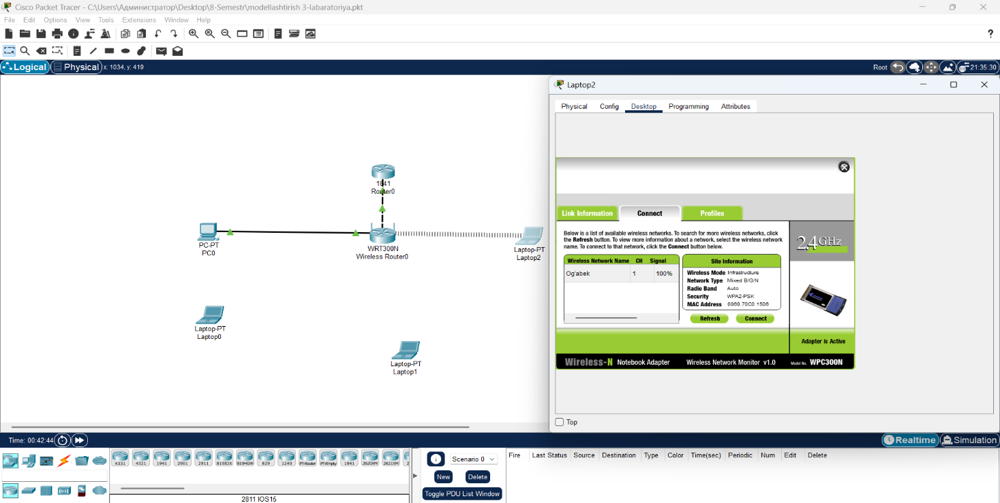 Cisco Packet Tracer - C:\Users\Администратор\Desktop\8-Semestr\modellashtirish 3-labaratoriya.pkt
File Edit Options View Tools Extensions Window Help
?
Logical Physical x: 1034, y: 419 Root 21:35:30
Laptop2
Physical Config Desktop Programming Attributes
1841
Router0
PC-PT
PC0
WRT300N
Wireless Router0
Laptop-PT
Laptop2
Laptop-PT
Laptop0
Laptop-PT
Laptop1
Link Information Connect Profiles
Below is a list of available wireless networks. To search for more wireless networks, click
the Refresh button. To view more information about a network, select the wireless network
name. To connect to that network, click the Connect button below.
2.4GHz
Wireless Network Name CH Signal
Og'abek 1 100%
Site Information
Wireless Mode Infrastructure
Network Type Mixed B/G/N
Radio Band Auto
Security WPA2-PSK
MAC Address 0060.70C0.1506
Refresh Connect
Adapter is Active
Wireless-N Notebook Adapter Wireless Network Monitor v1.0 Model No. WPC300N
Top
Time: 00:42:44 Realtime Simulation
4331 4321 1941 2901 2911 819IOX 819HGW 829 1240 PT-Router PT-Empty 1841 2620XM 2621XM 2
2811 IOS15
Scenario 0
New Delete
Toggle PDU List Window
Fire Last Status Source Destination Type Color Time(sec) Periodic Num Edit Delete